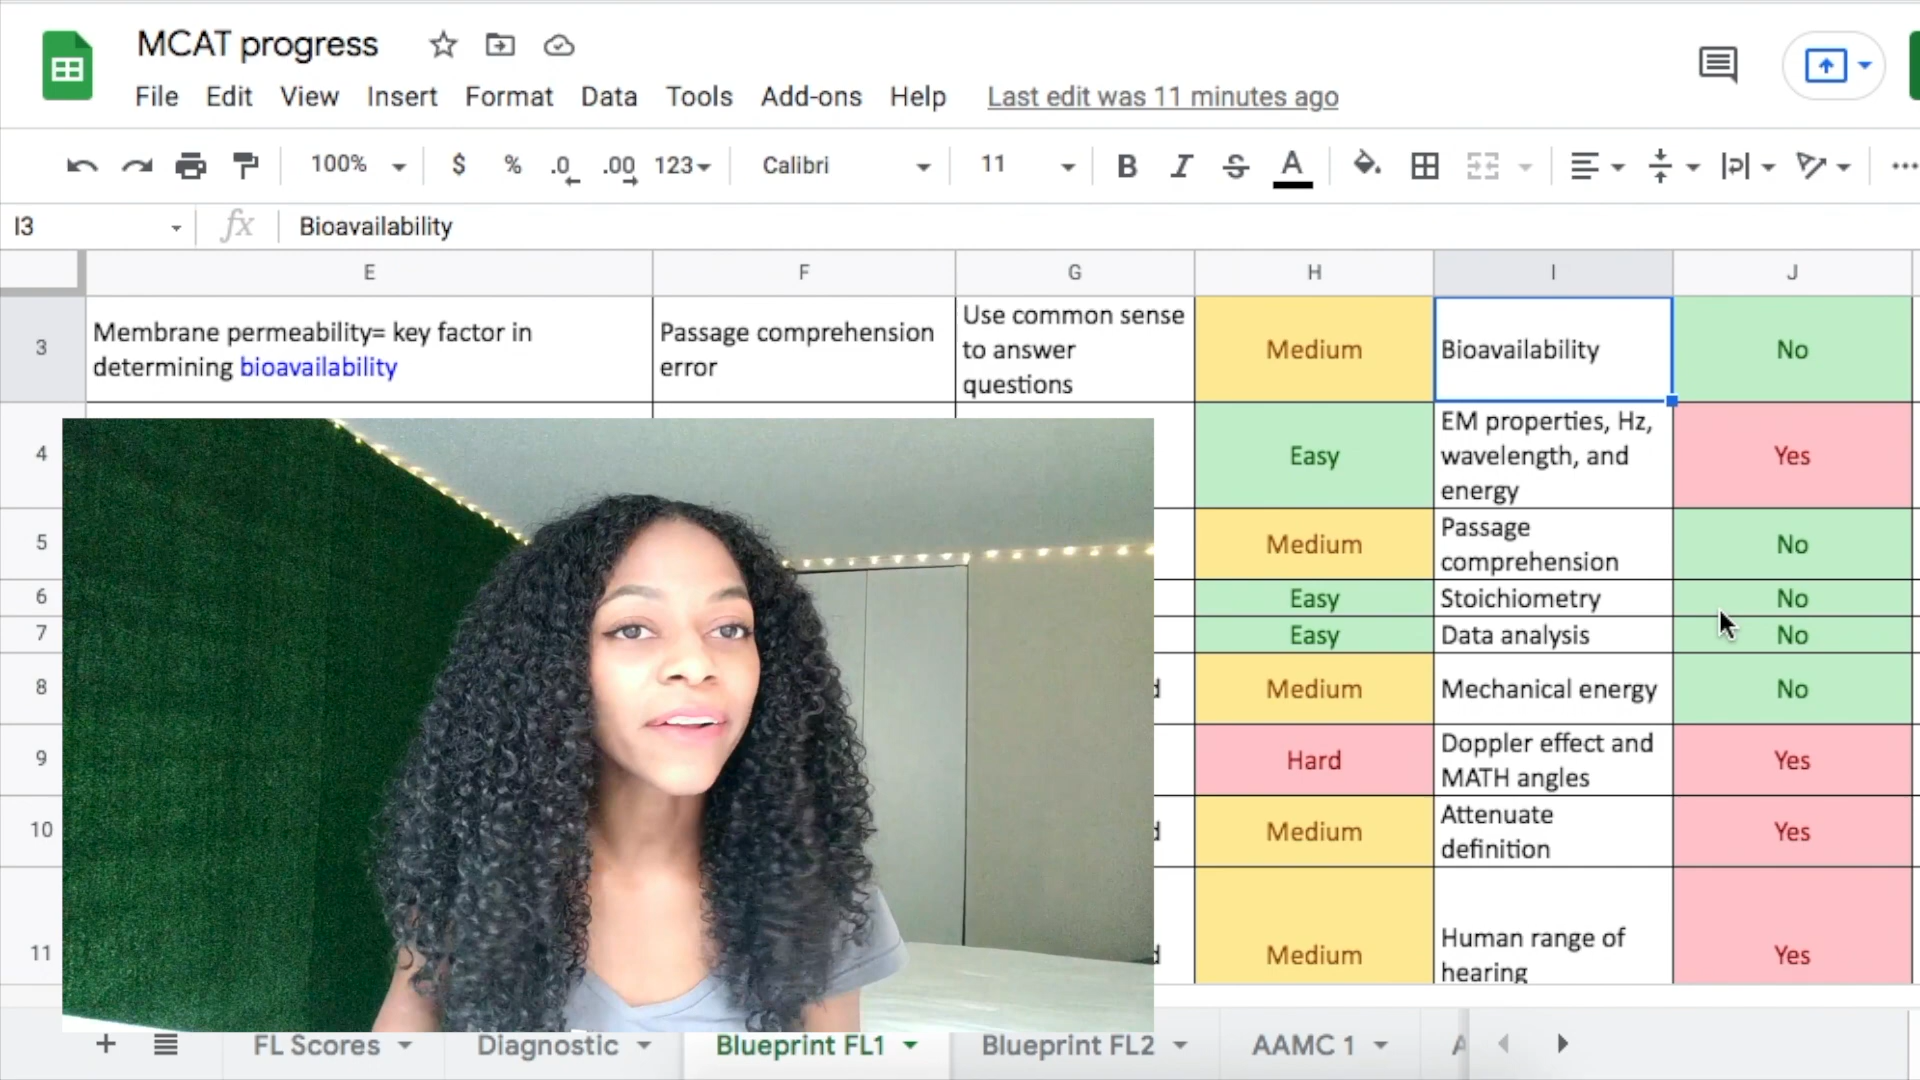 MCAT progress
File Edit View Insert Format Data Tools Add-ons Help Last edit was 11 minutes ago
100% $ % .0 .00 123 Calibri 11 B I S A
I3 fx Bioavailability
E F G H I J
3
Membrane permeability= key factor in
determining bioavailability
Passage comprehension
error
Use common sense
to answer
questions
Medium
Bioavailability
No
4
Easy
EM properties, Hz,
wavelength, and
energy
Yes
5
Medium
Passage
comprehension
No
6 Easy Stoichiometry No
7 Easy Data analysis No
8 Medium Mechanical energy No
9
Hard
Doppler effect and
MATH angles
Yes
10
Medium
Attenuate
definition
Yes
11
Medium
Human range of
hearing
Yes
FL Scores Diagnostic Blueprint FL1 Blueprint FL2 AAMC 1